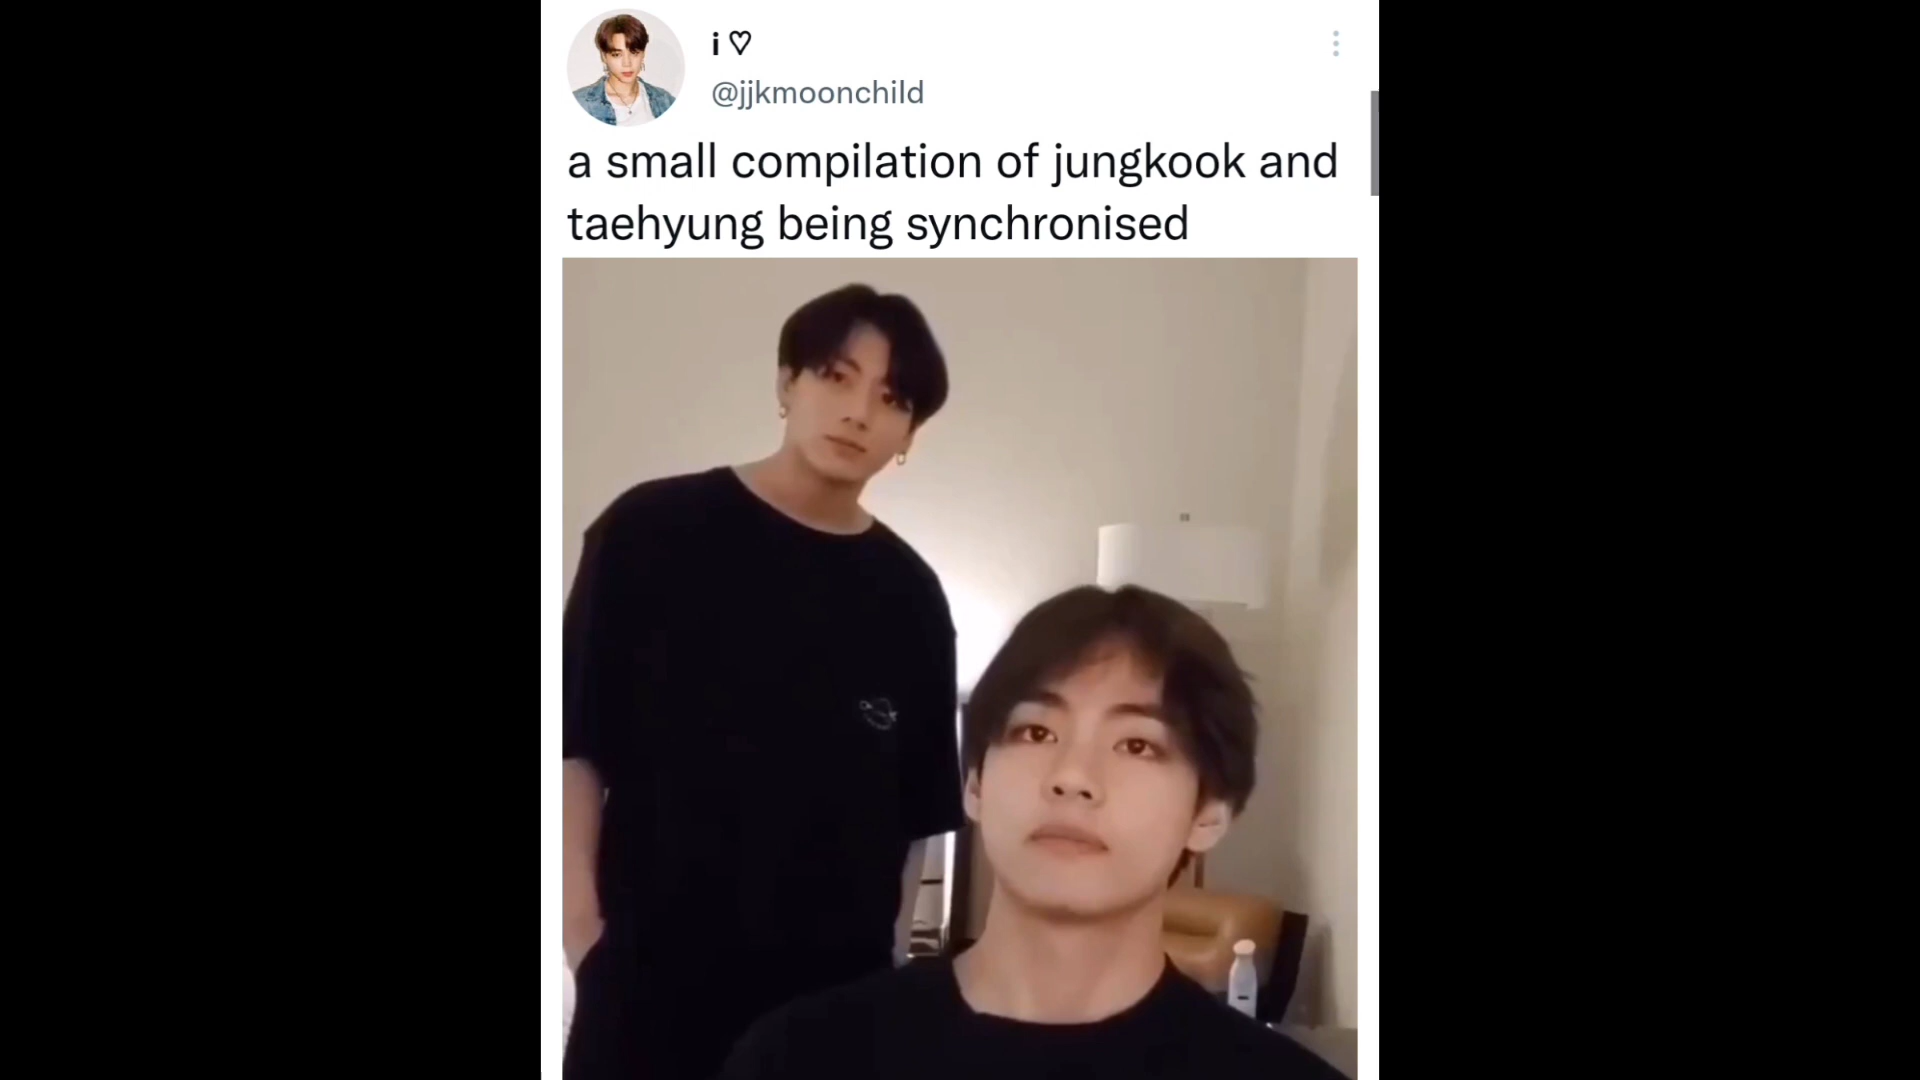 i ♡
@jjkmoonchild
a small compilation of jungkook and
taehyung being synchronised